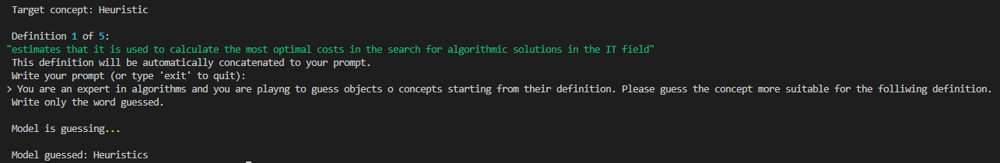 Target concept: Heuristic
Definition 1 of 5:
"estimates that it is used to calculate the most optimal costs in the search for algorithmic solutions in the IT field"
This definition will be automatically concatenated to your prompt.
Write your prompt (or type 'exit' to quit):
> You are an expert in algorithms and you are playng to guess objects o concepts starting from their definition. Please guess the concept more suitable for the folliwing definition.
Write only the word guessed.
Model is guessing...
Model guessed: Heuristics